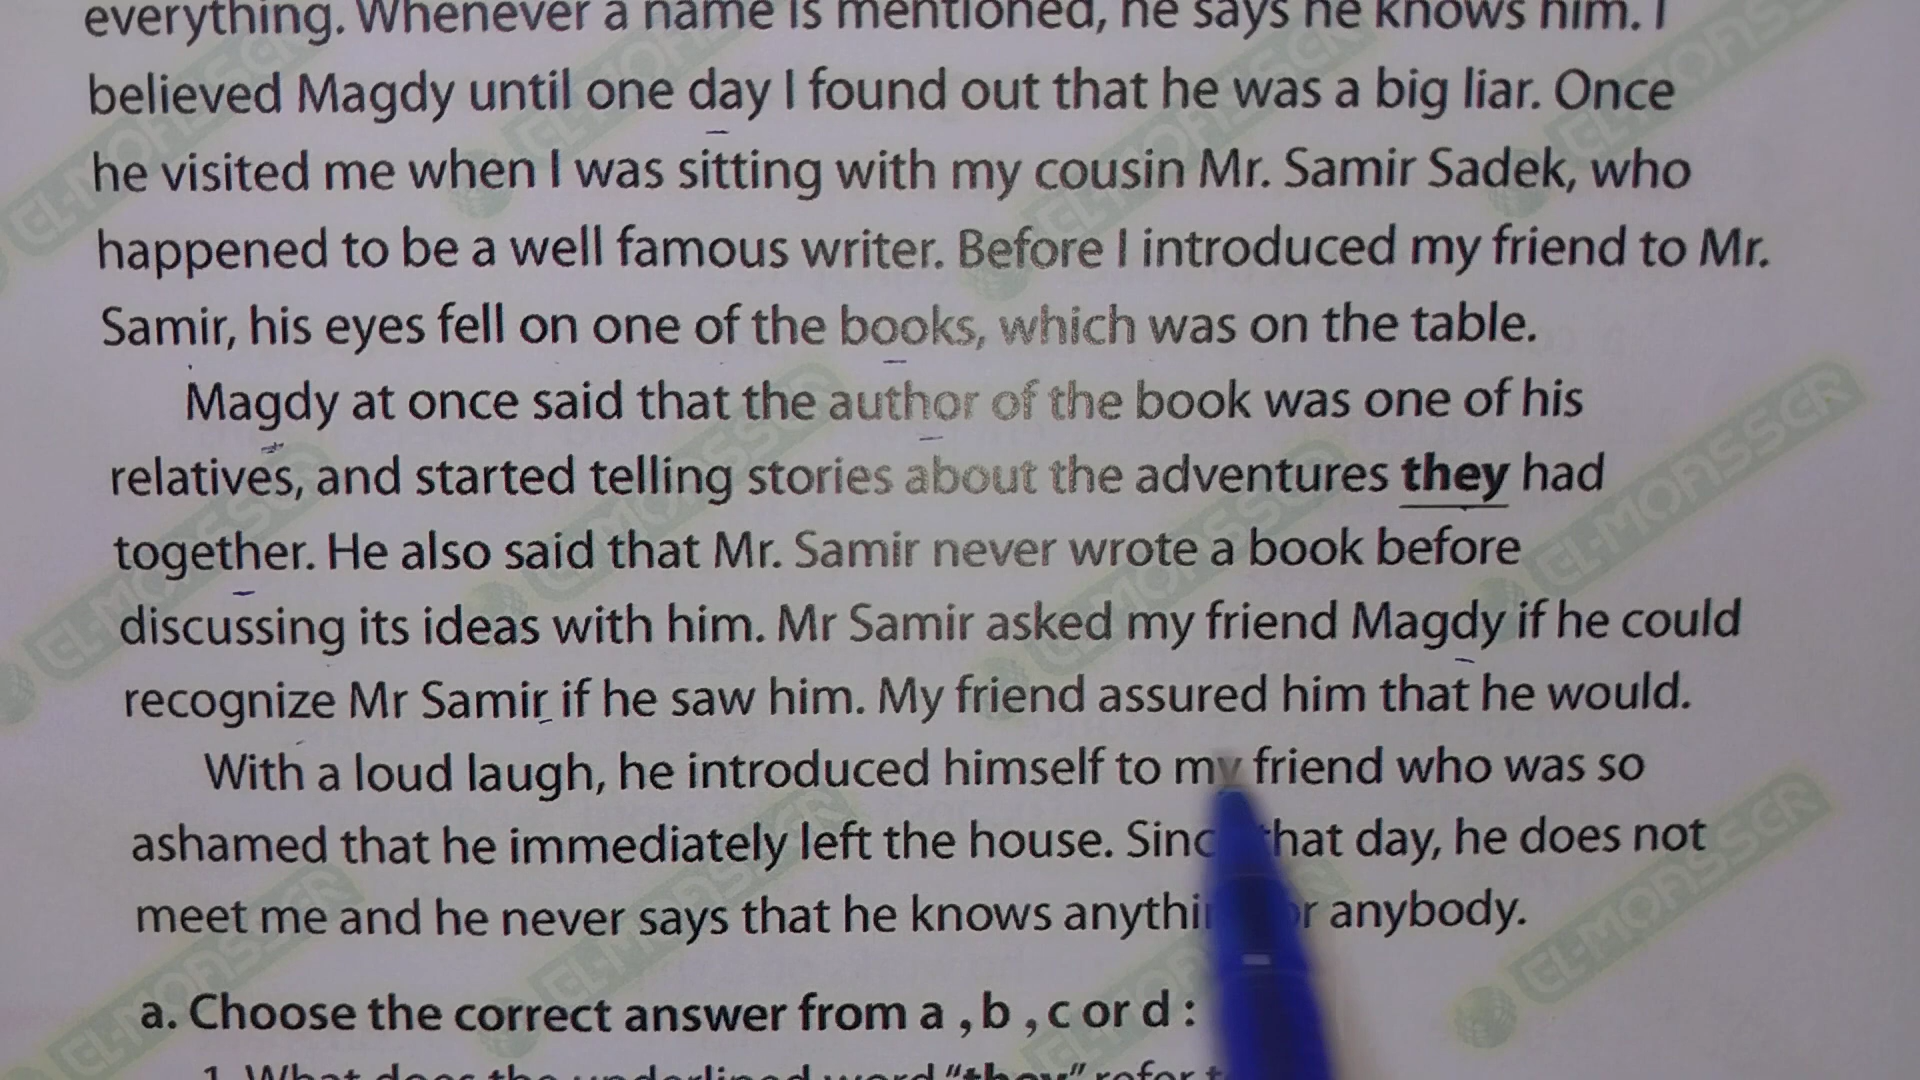 everything. Whenever a name is mentioned, he says he knows him. I
believed Magdy until one day I found out that he was a big liar. Once
he visited me when I was sitting with my cousin Mr. Samir Sadek, who
happened to be a well famous writer. Before I introduced my friend to Mr.
Samir, his eyes fell on one of the books, which was on the table.
Magdy at once said that the author of the book was one of his
relatives, and started telling stories about the adventures they had
together. He also said that Mr. Samir never wrote a book before
discussing its ideas with him. Mr Samir asked my friend Magdy if he could
recognize Mr Samir if he saw him. My friend assured him that he would.
With a loud laugh, he introduced himself to my friend who was so
ashamed that he immediately left the house. Since that day, he does not
meet me and he never says that he knows anything or anybody.
a. Choose the correct answer from a , b , c or d :
1. What does the underlined word "they" refer
EL-MOASSER